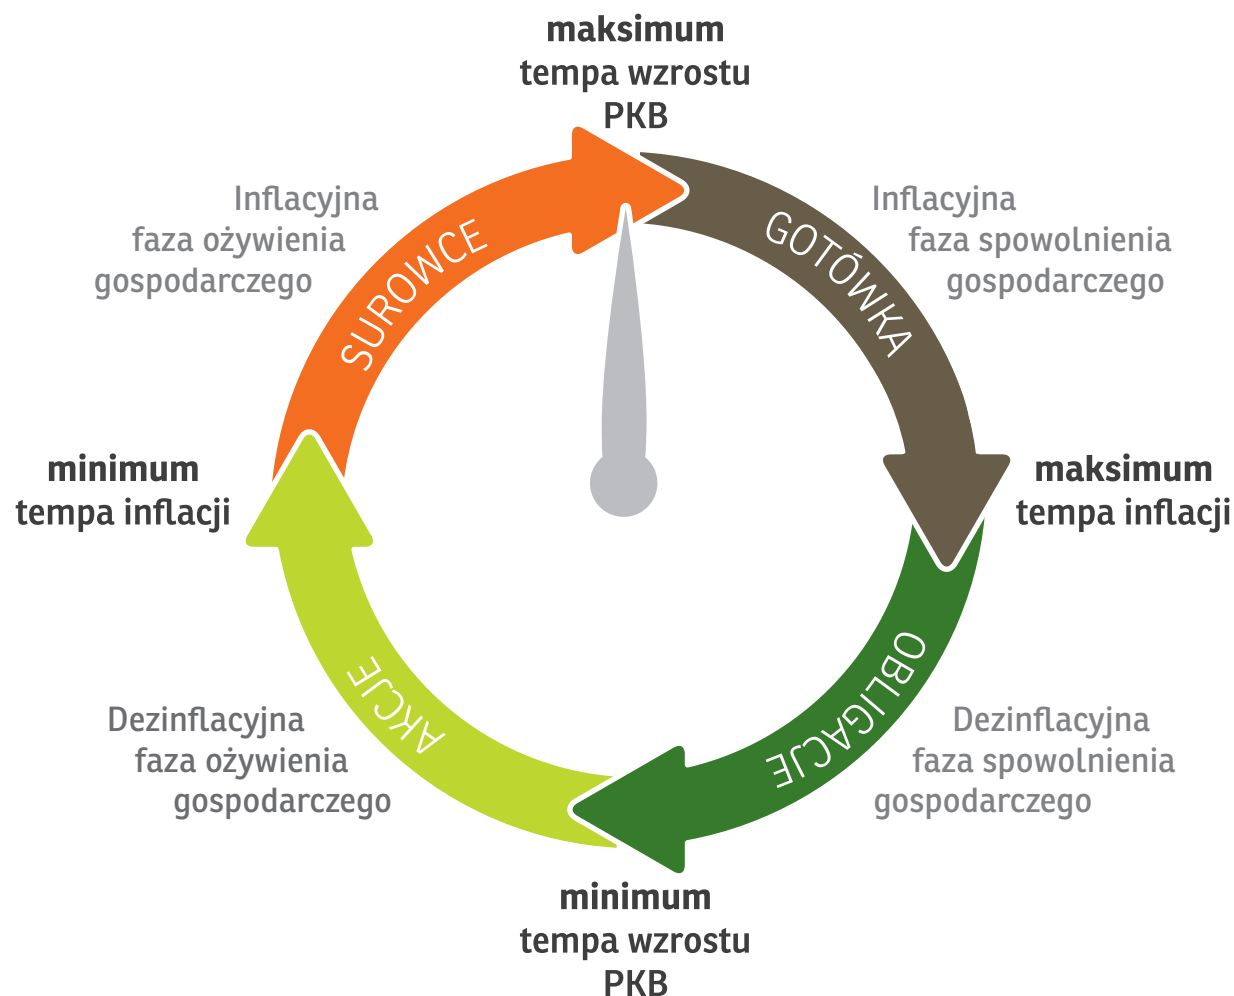 maksimum
tempa wzrostu
PKB
Inflacyjna
faza ożywienia
gospodarczego
Inflacyjna
faza spowolnienia
gospodarczego
SUROWCE
GOTÓWKA
minimum
tempa inflacji
maksimum
tempa inflacji
AKCJE
OBLIGACJE
Dezinflacyjna
faza ożywienia
gospodarczego
Dezinflacyjna
faza spowolnienia
gospodarczego
minimum
tempa wzrostu
PKB